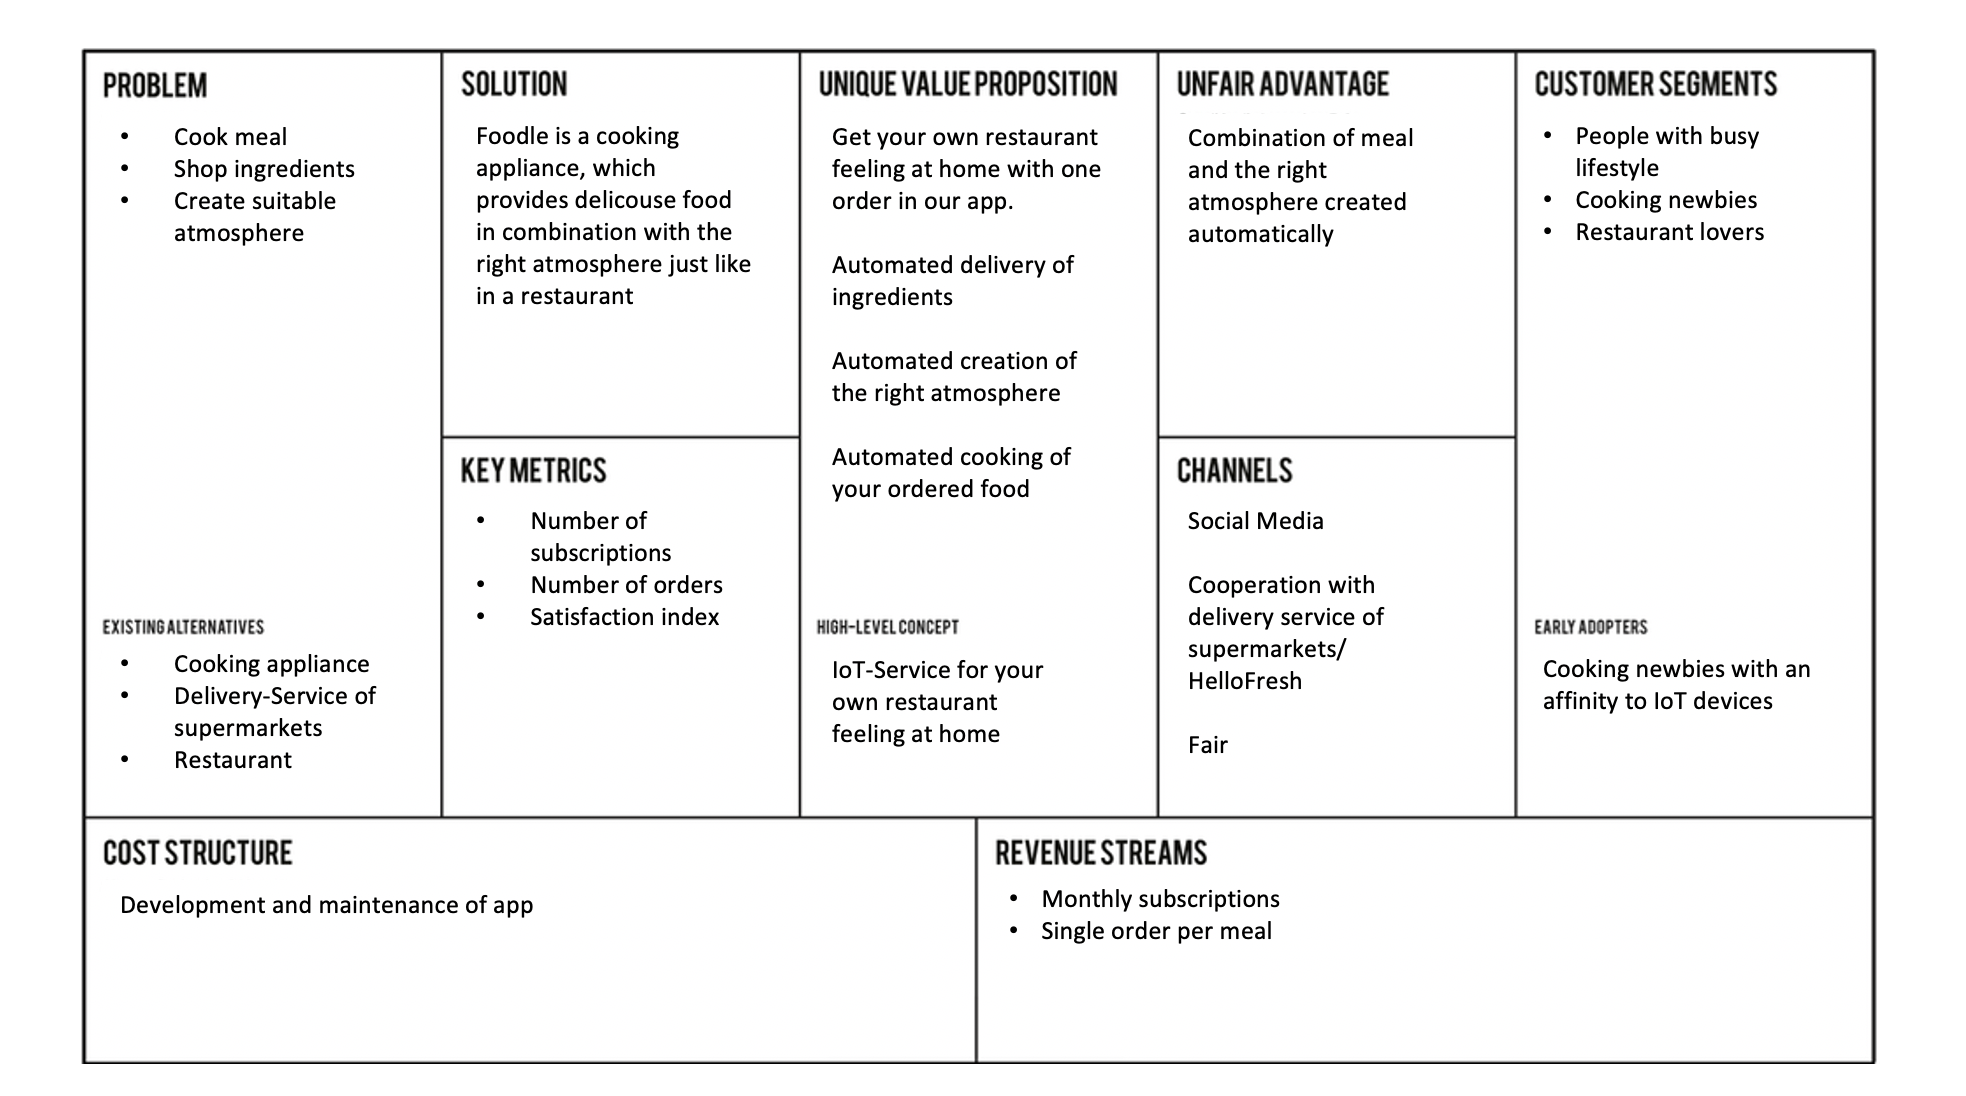 PROBLEM
• Cook meal
• Shop ingredients
• Create suitable
atmosphere
EXISTING ALTERNATIVES
• Cooking appliance
• Delivery-Service of
supermarkets
• Restaurant
SOLUTION
Foodle is a cooking
appliance, which
provides delicouse food
in combination with the
right atmosphere just like
in a restaurant
KEY METRICS
• Number of
subscriptions
• Number of orders
• Satisfaction index
UNIQUE VALUE PROPOSITION
Get your own restaurant
feeling at home with one
order in our app.
Automated delivery of
ingredients
Automated creation of
the right atmosphere
Automated cooking of
your ordered food
HIGH-LEVEL CONCEPT
IoT-Service for your
own restaurant
feeling at home
UNFAIR ADVANTAGE
Combination of meal
and the right
atmosphere created
automatically
CHANNELS
Social Media
Cooperation with
delivery service of
supermarkets/
HelloFresh
Fair
CUSTOMER SEGMENTS
• People with busy
lifestyle
• Cooking newbies
• Restaurant lovers
EARLY ADOPTERS
Cooking newbies with an
affinity to IoT devices
COST STRUCTURE
Development and maintenance of app
REVENUE STREAMS
• Monthly subscriptions
• Single order per meal